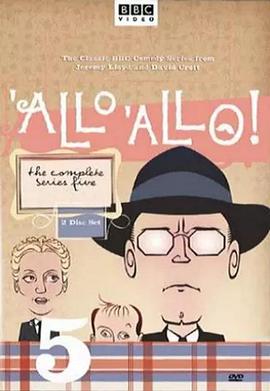 BBC
VIDEO
The Classic BBC Comedy Series from
Jeremy Lloyd and David Croft
'ALLO 'ALLO!
the complete
series five
2 Disc Set
5
DVD